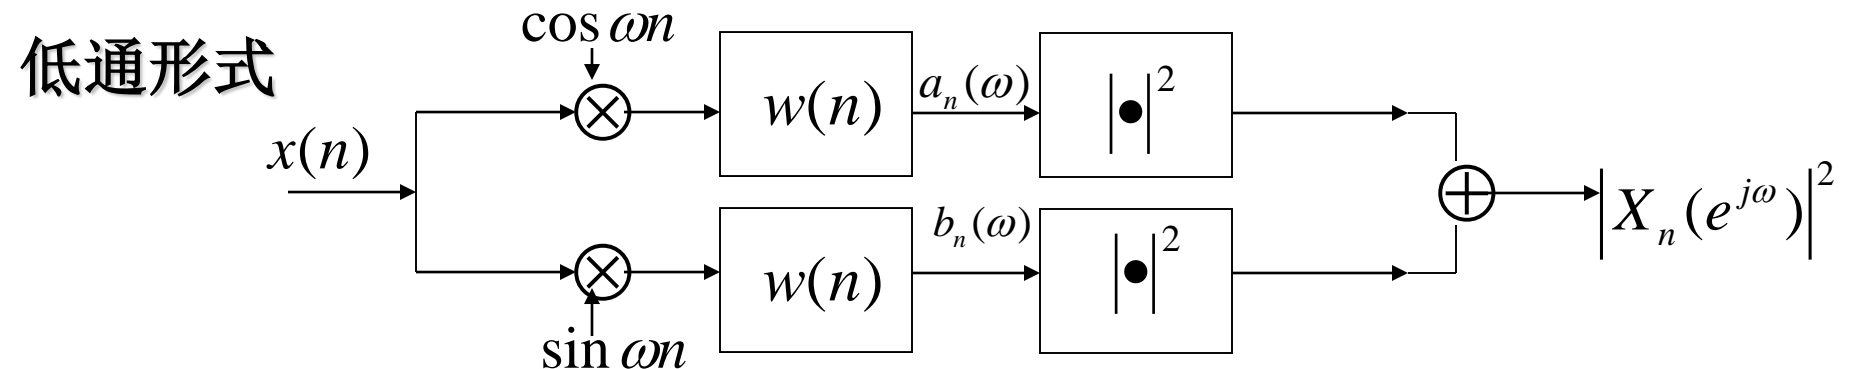 低通形式
cos ωn
x(n)
w(n)
aₙ(ω)
|●|²
w(n)
bₙ(ω)
|●|²
sin ωn
|Xₙ(e^{jω})|²